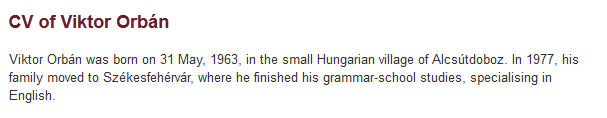 CV of Viktor Orbán
Viktor Orbán was born on 31 May, 1963, in the small Hungarian village of Alcsútdoboz. In 1977, his
family moved to Székesfehérvár, where he finished his grammar-school studies, specialising in
English.